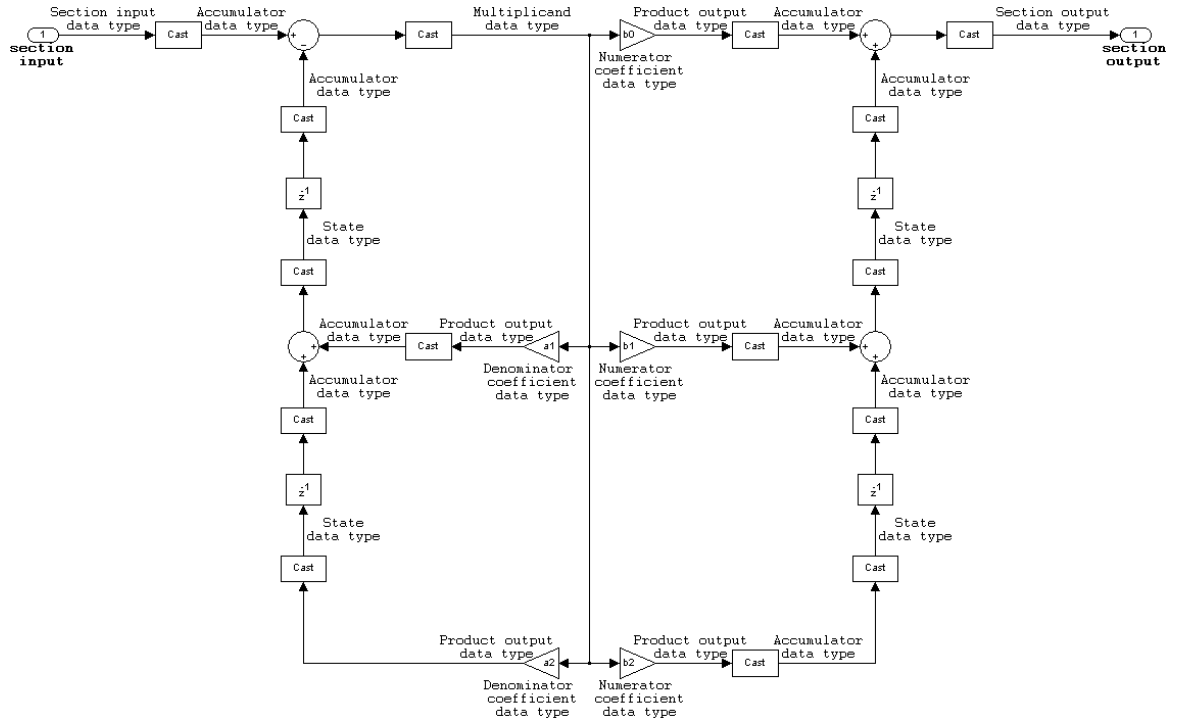 Section input
data type
Accumulator
data type
Multiplicand
data type
Product output
data type
Accumulator
data type
Section output
data type
1
Cast
+
−
Cast
b0
Cast
+
+
Cast
1
section
input
section
output
Numerator
coefficient
data type
Accumulator
data type
Accumulator
data type
Cast
Cast
z-1
z-1
State
data type
State
data type
Cast
Cast
Accumulator
data type
Product output
data type
Product output
data type
Accumulator
data type
+
+
Cast
a1
b1
Cast
+
+
Denominator
coefficient
data type
Numerator
coefficient
data type
Accumulator
data type
Accumulator
data type
Cast
Cast
z-1
z-1
State
data type
State
data type
Cast
Cast
Product output
data type
Product output
data type
Accumulator
data type
a2
b2
Cast
Denominator
coefficient
data type
Numerator
coefficient
data type